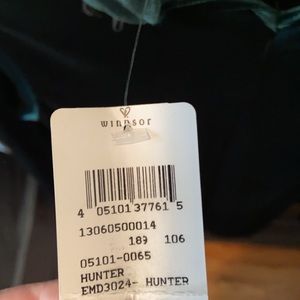 windsor
4 05101 37761 5
13060500014
189 106
05101-0065
HUNTER
EMD3024- HUNTER